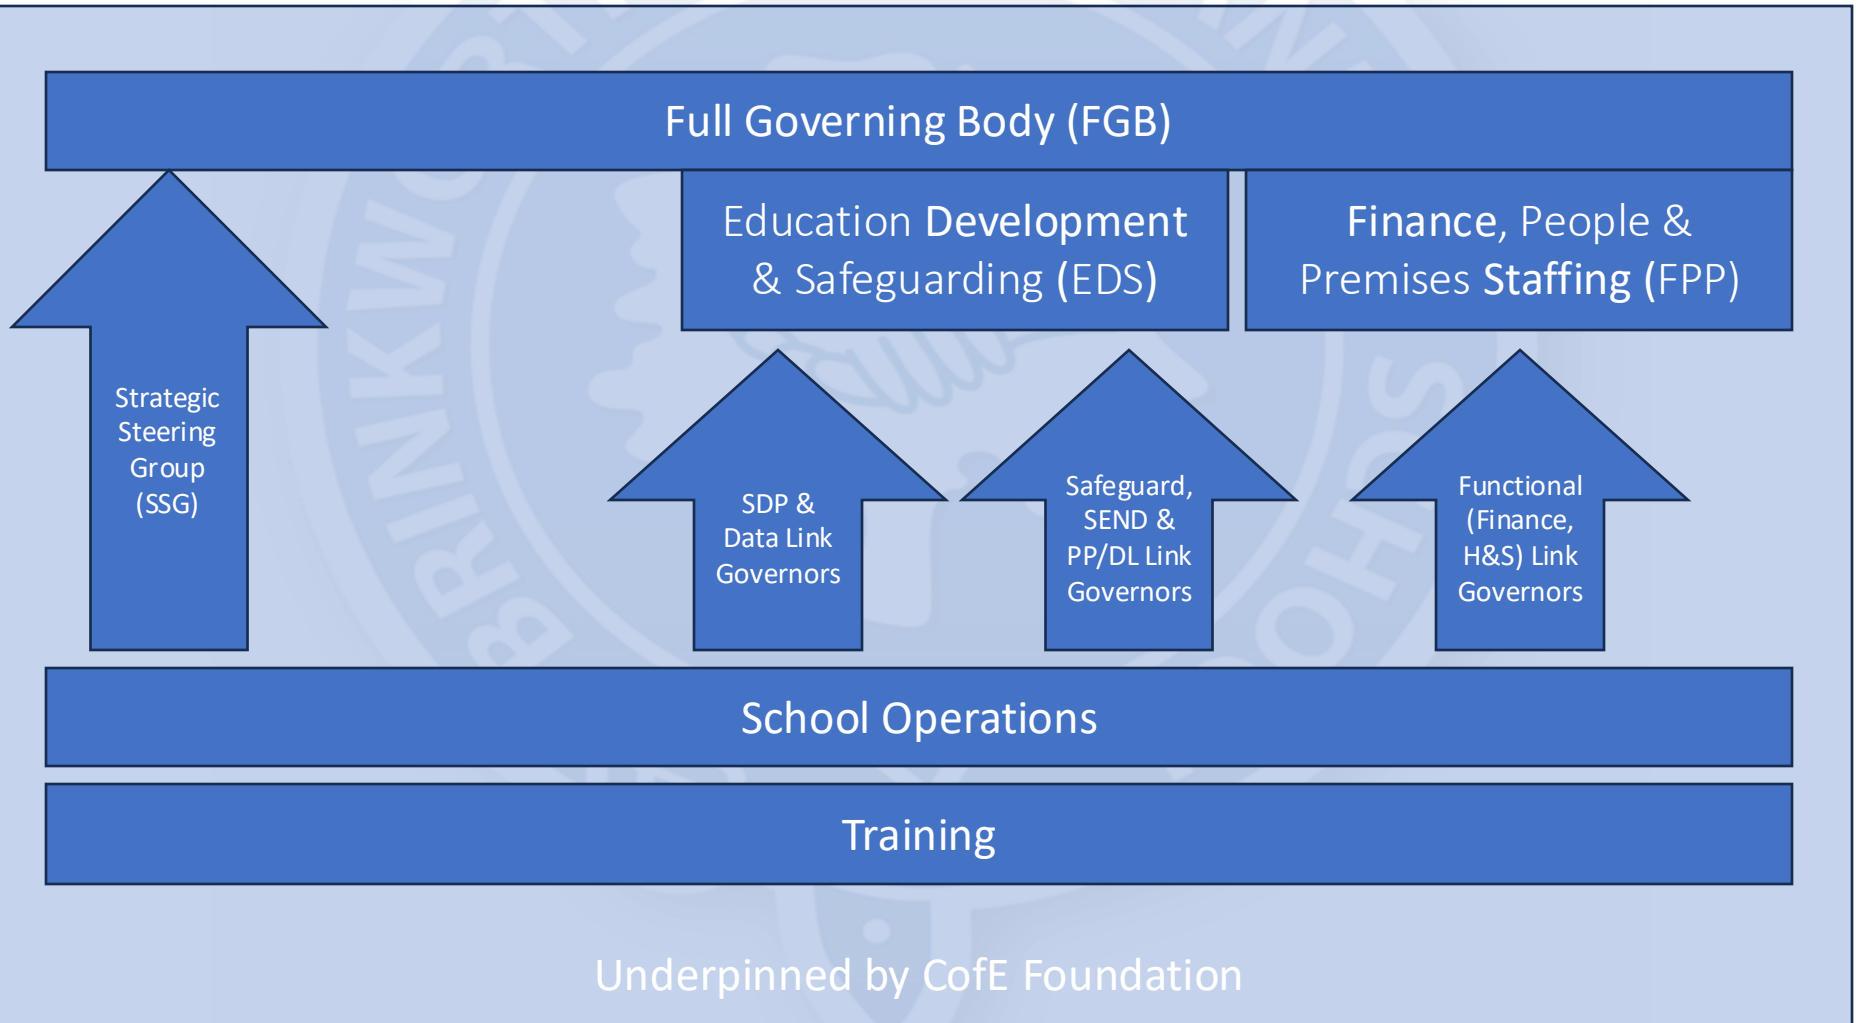 Full Governing Body (FGB)
Education Development
& Safeguarding (EDS)
Finance, People &
Premises Staffing (FPP)
Strategic
Steering
Group
(SSG)
SDP &
Data Link
Governors
Safeguard,
SEND &
PP/DL Link
Governors
Functional
(Finance,
H&S) Link
Governors
School Operations
Training
Underpinned by CofE Foundation
BRINKWORTH
SCHOOL